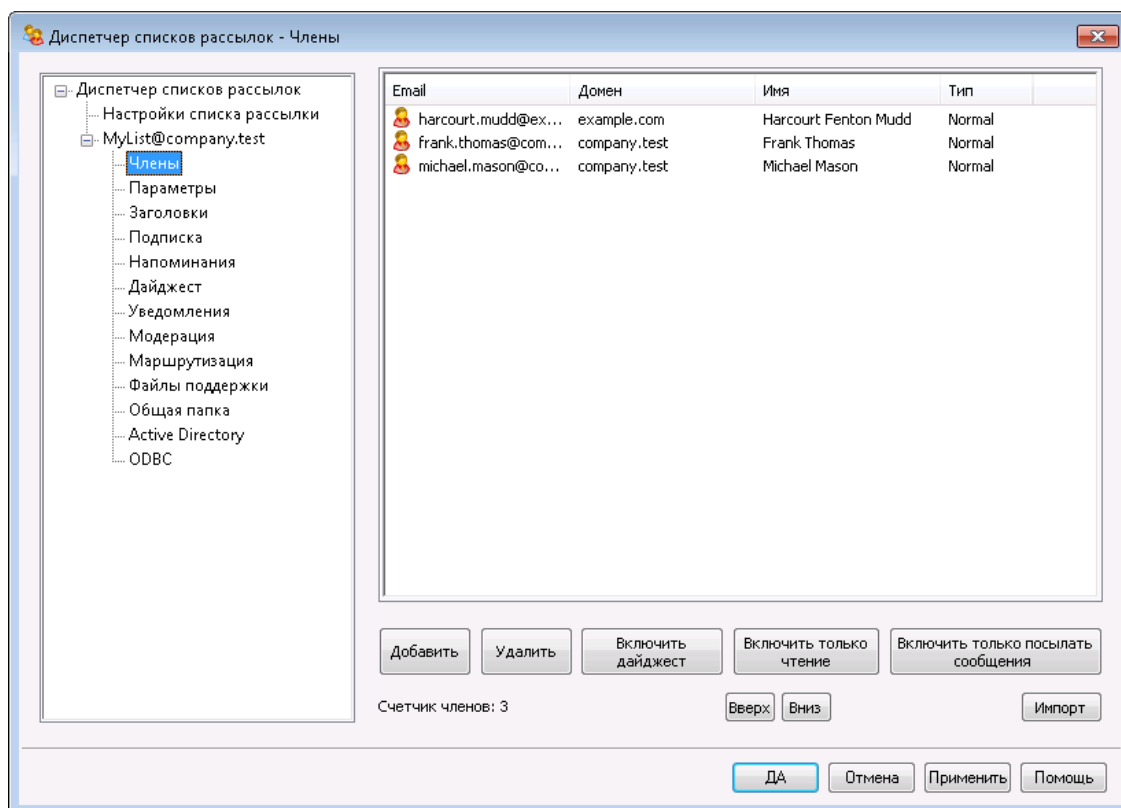 Диспетчер списков рассылок - Члены
Диспетчер списков рассылок
Настройки списка рассылки
MyList@company.test
Члены
Параметры
Заголовки
Подписка
Напоминания
Дайджест
Уведомления
Модерация
Маршрутизация
Файлы поддержки
Общая папка
Active Directory
ODBC
Email Домен Имя Тип
harcourt.mudd@ex... example.com Harcourt Fenton Mudd Normal
frank.thomas@com... company.test Frank Thomas Normal
michael.mason@co... company.test Michael Mason Normal
Добавить
Удалить
Включить
дайджест
Включить только
чтение
Включить только посылать
сообщения
Счетчик членов: 3
Вверх
Вниз
Импорт
ДА
Отмена
Применить
Помощь